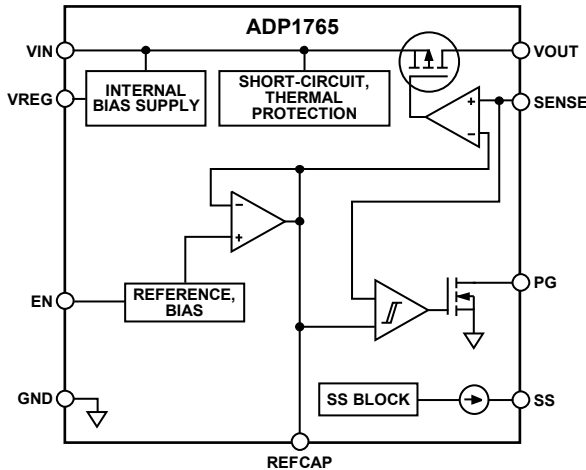 ADP1765
VIN
VOUT
INTERNAL
BIAS SUPPLY
SHORT-CIRCUIT,
THERMAL
PROTECTION
VREG
SENSE
+
−
−
+
EN
REFERENCE,
BIAS
PG
GND
SS BLOCK
SS
REFCAP